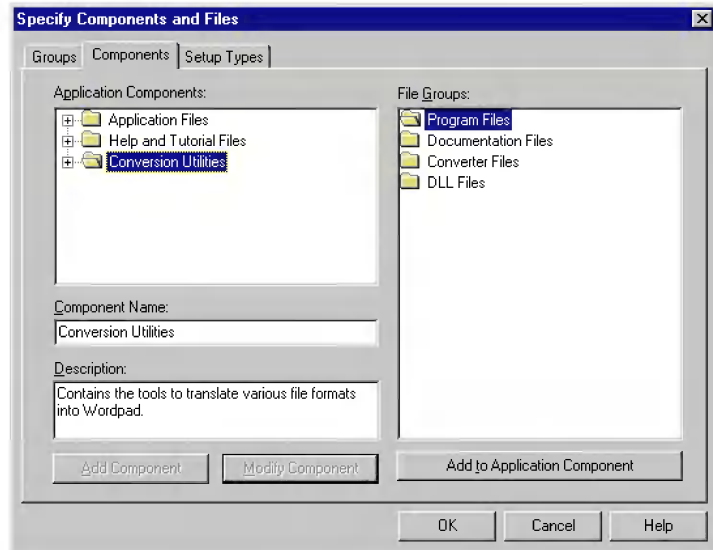 Specify Components and Files
Groups
Components
Setup Types
Application Components:
Application Files
Help and Tutorial Files
Conversion Utilities
Component Name:
Conversion Utilities
Description:
Contains the tools to translate various file formats
into Wordpad.
Add Component
Modify Component
File Groups:
Program Files
Documentation Files
Converter Files
DLL Files
Add to Application Component
OK
Cancel
Help